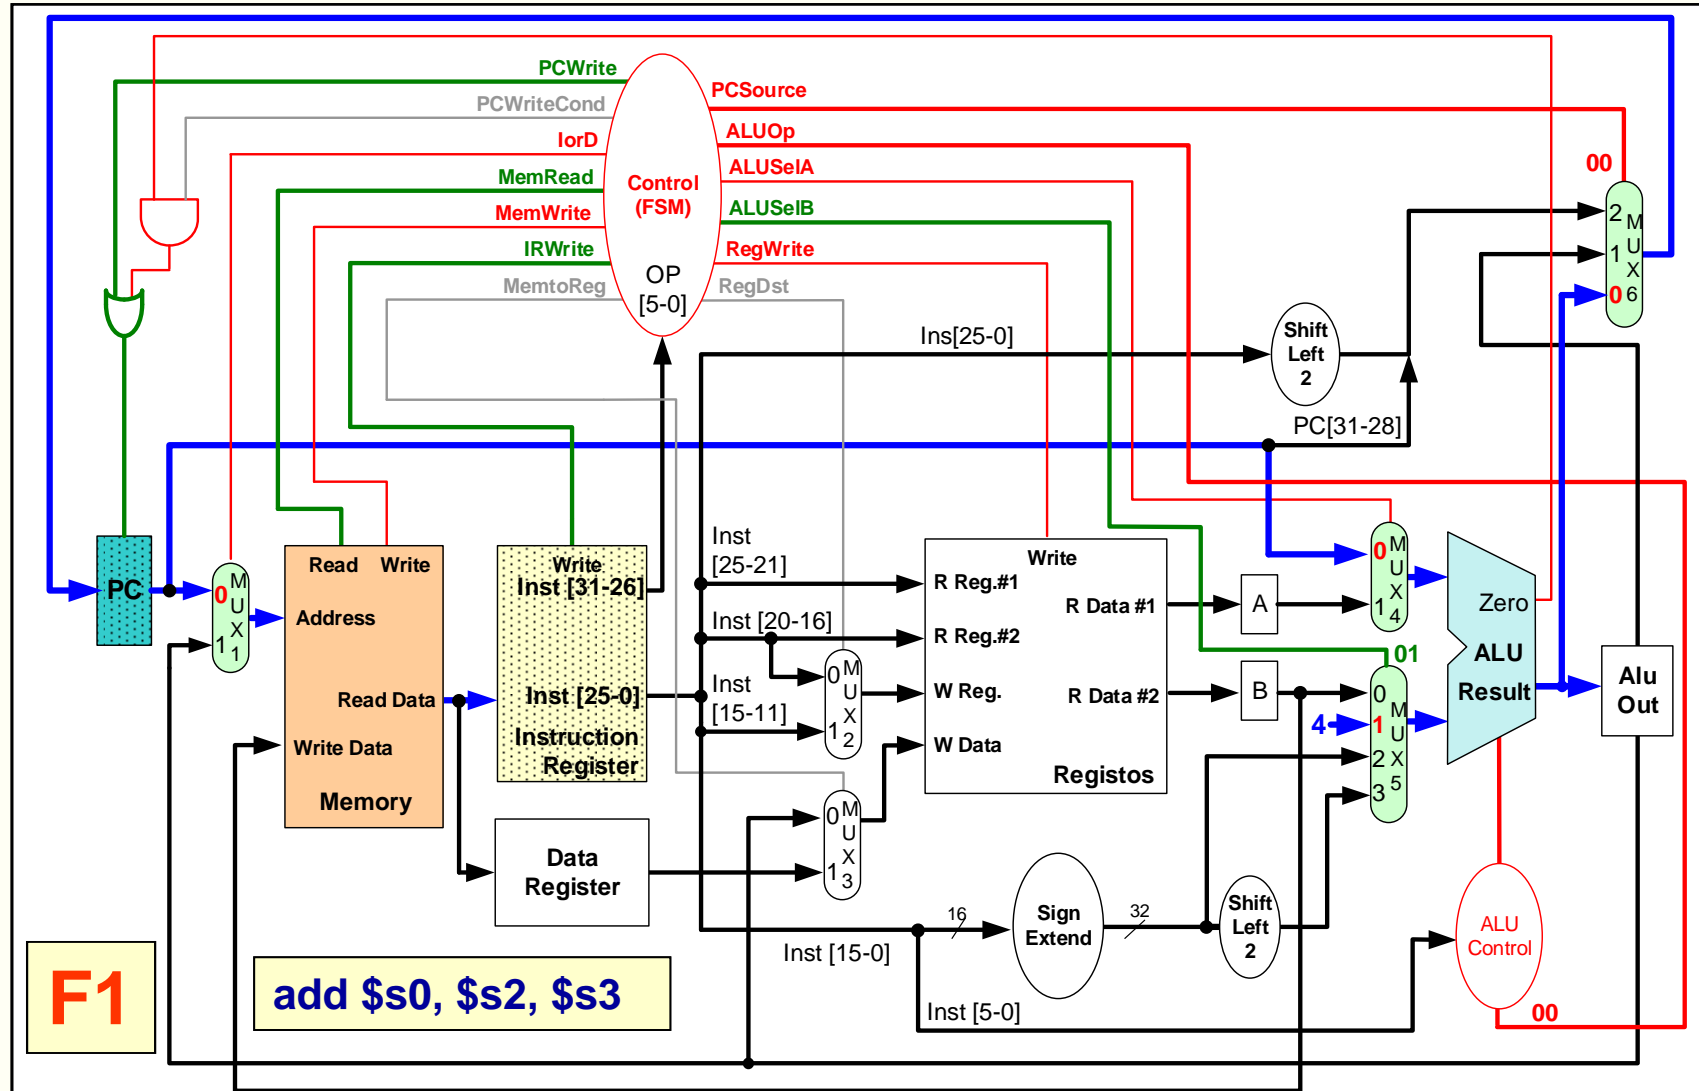 PCWrite
PCWriteCond
IorD
MemRead
MemWrite
IRWrite
MemtoReg
Control
(FSM)
OP
[5-0]
PCSource
ALUOp
ALUSelA
ALUSelB
RegWrite
RegDst
00
2
1
0
M
U
X
6
Ins[25-0]
Shift
Left
2
PC[31-28]
PC
0
1
M
U
X
1
Read
Write
Address
Read Data
Write Data
Memory
Write
Inst [31-26]
Inst [25-0]
Instruction
Register
Data
Register
Inst
[25-21]
Inst [20-16]
Inst
[15-11]
0
1
M
U
X
2
0
1
M
U
X
3
Write
R Reg.#1
R Reg.#2
W Reg.
W Data
R Data #1
R Data #2
Registos
A
B
0
1
M
U
X
4
01
4
0
1
2
3
M
U
X
5
Zero
ALU
Result
Alu
Out
Inst [15-0]
16
Sign
Extend
32
Shift
Left
2
ALU
Control
Inst [5-0]
00
F1
add $s0, $s2, $s3